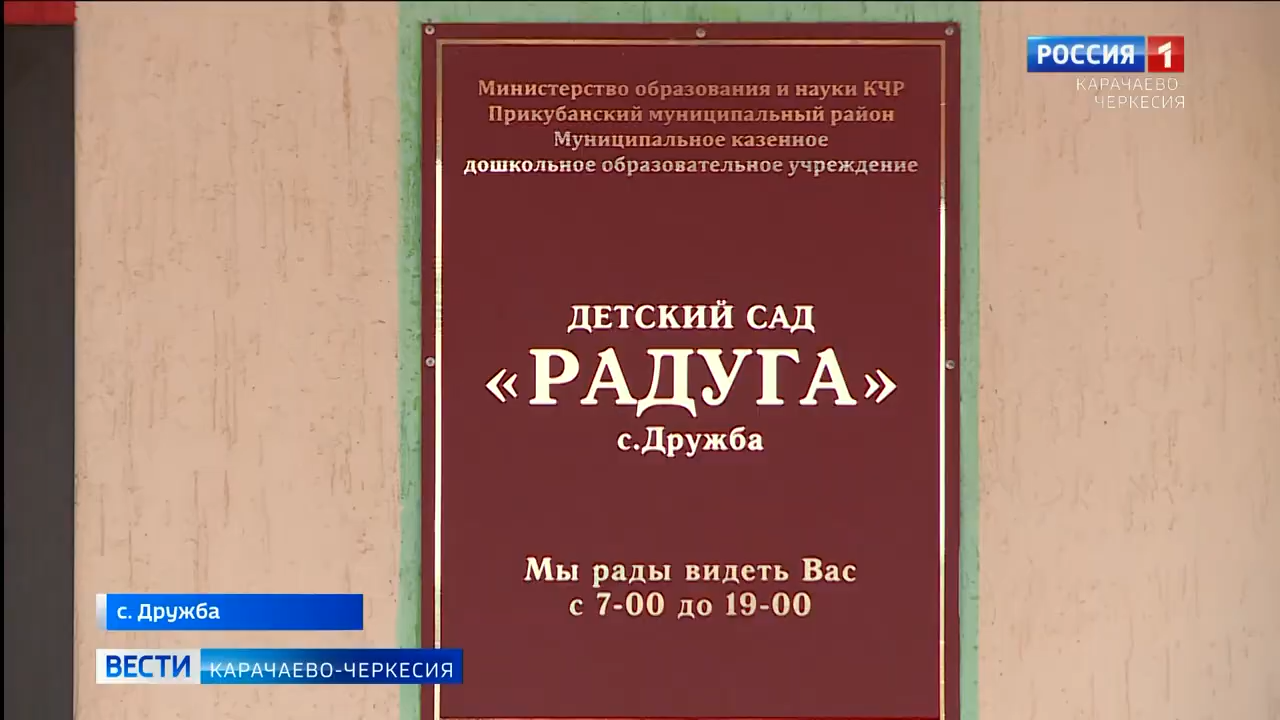 РОССИЯ 1
КАРАЧАЕВО-
ЧЕРКЕСИЯ
Министерство образования и науки КЧР
Прикубанский муниципальный район
Муниципальное казенное
дошкольное образовательное учреждение
ДЕТСКИЙ САД
«РАДУГА»
с.Дружба
Мы рады видеть Вас
с 7-00 до 19-00
с. Дружба
ВЕСТИ КАРАЧАЕВО-ЧЕРКЕСИЯ